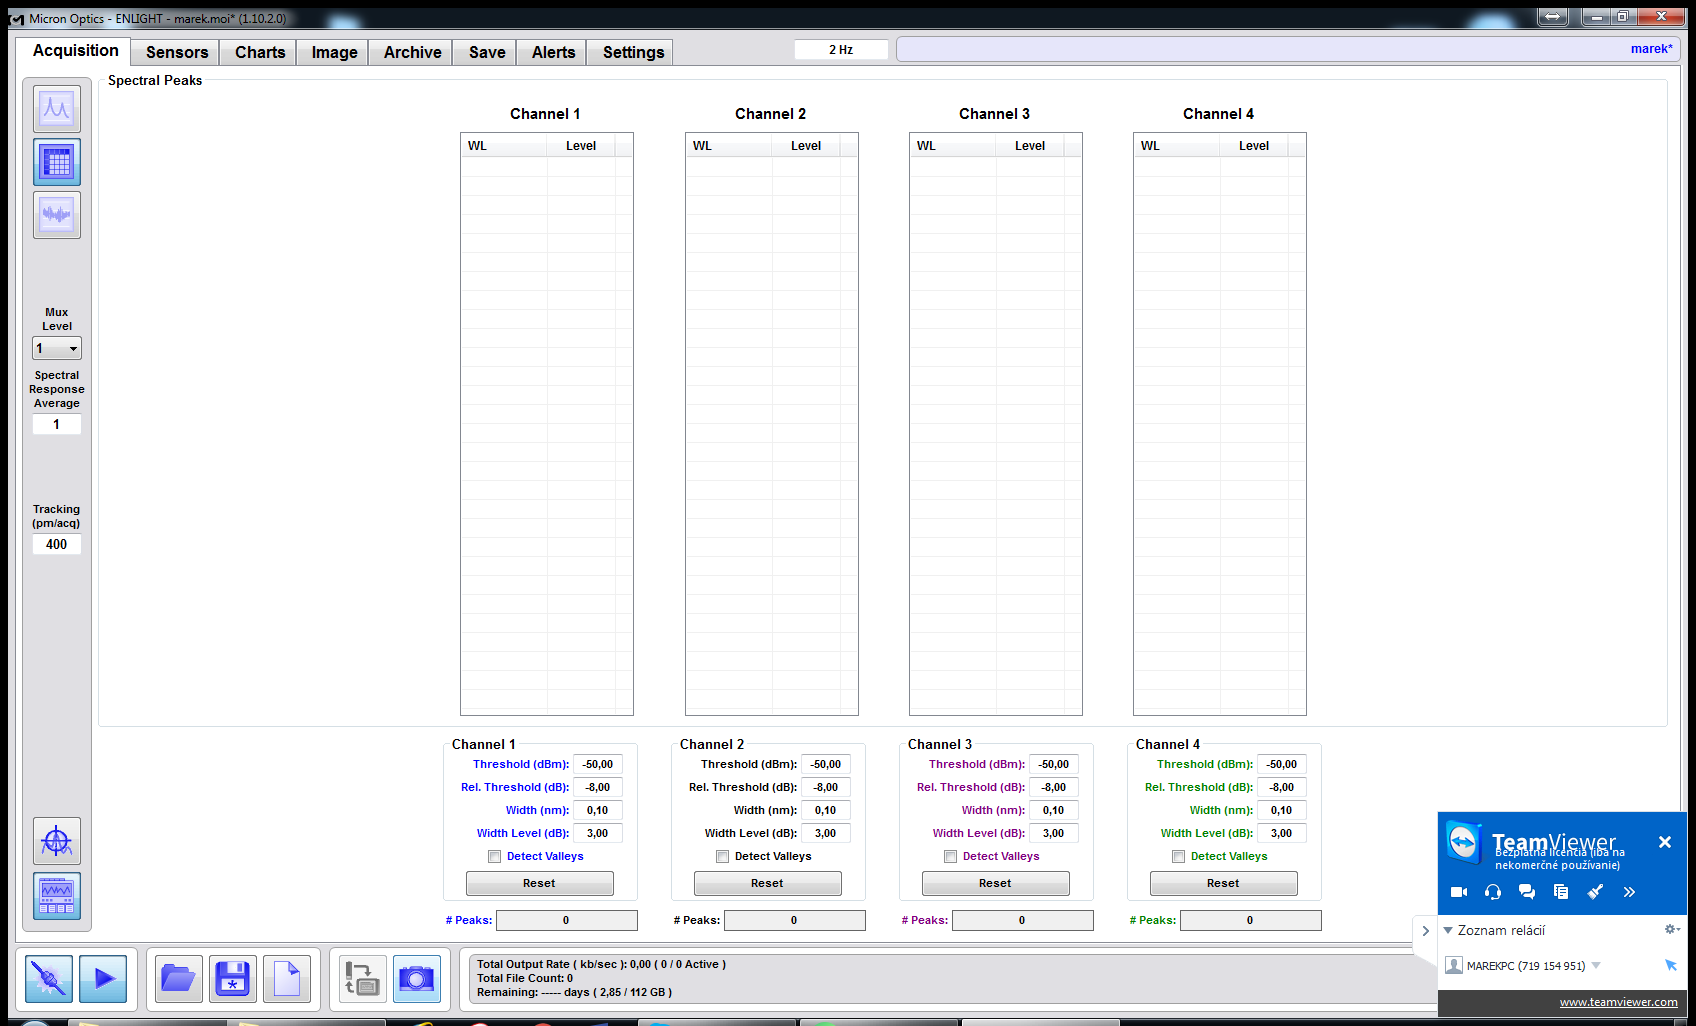 Micron Optics - ENLIGHT - marek.moi* (1.10.2.0)
Acquisition Sensors Charts Image Archive Save Alerts Settings 2 Hz marek*
Spectral Peaks
Channel 1 Channel 2 Channel 3 Channel 4
WL Level WL Level WL Level WL Level
Mux
Level
1
Spectral
Response
Average
1
Tracking
(pm/acq)
400
Channel 1
Threshold (dBm): -50,00
Rel. Threshold (dB): -8,00
Width (nm): 0,10
Width Level (dB): 3,00
Detect Valleys
Reset
# Peaks: 0
Channel 2
Threshold (dBm): -50,00
Rel. Threshold (dB): -8,00
Width (nm): 0,10
Width Level (dB): 3,00
Detect Valleys
Reset
# Peaks: 0
Channel 3
Threshold (dBm): -50,00
Rel. Threshold (dB): -8,00
Width (nm): 0,10
Width Level (dB): 3,00
Detect Valleys
Reset
# Peaks: 0
Channel 4
Threshold (dBm): -50,00
Rel. Threshold (dB): -8,00
Width (nm): 0,10
Width Level (dB): 3,00
Detect Valleys
Reset
# Peaks: 0
Total Output Rate ( kb/sec ): 0,00 ( 0 / 0 Active )
Total File Count: 0
Remaining: ----- days ( 2,85 / 112 GB )
TeamViewer
Bezplatná licencia (iba na
nekomerčné používanie)
Zoznam relácií
MAREKPC (719 154 951)
www.teamviewer.com